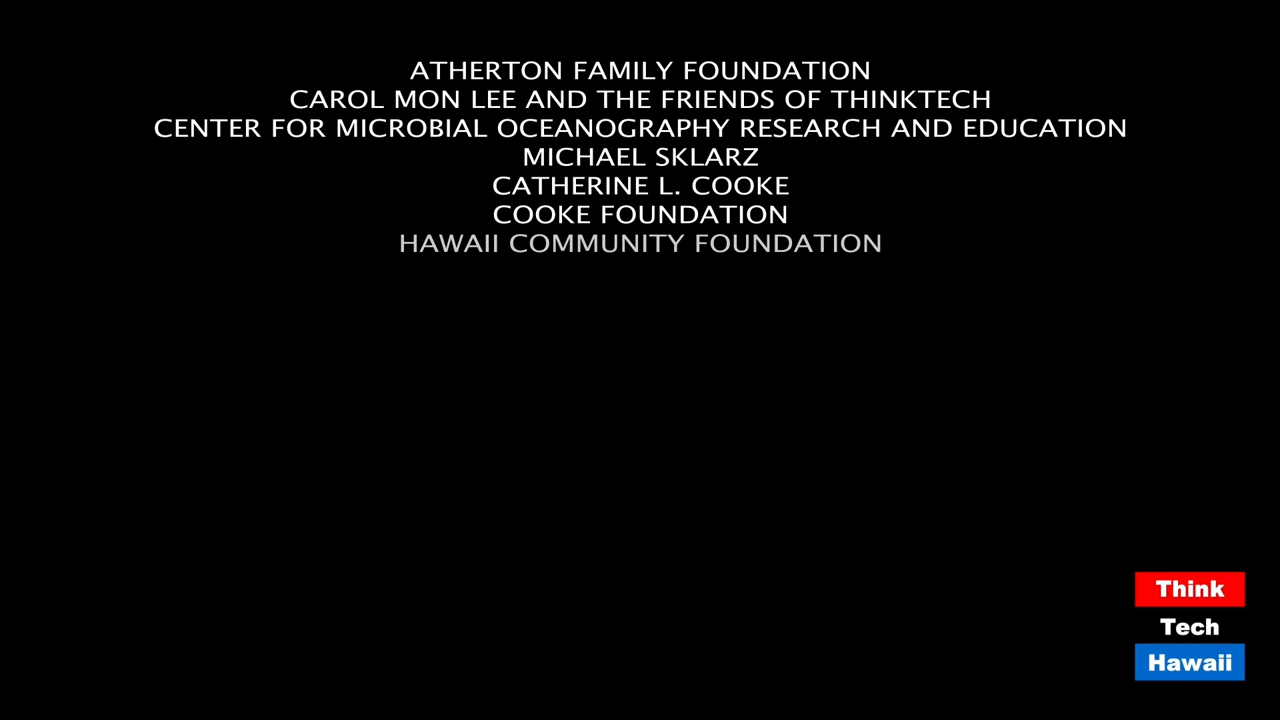 ATHERTON FAMILY FOUNDATION
CAROL MON LEE AND THE FRIENDS OF THINKTECH
CENTER FOR MICROBIAL OCEANOGRAPHY RESEARCH AND EDUCATION
MICHAEL SKLARZ
CATHERINE L. COOKE
COOKE FOUNDATION
HAWAII COMMUNITY FOUNDATION
Think
Tech
Hawaii